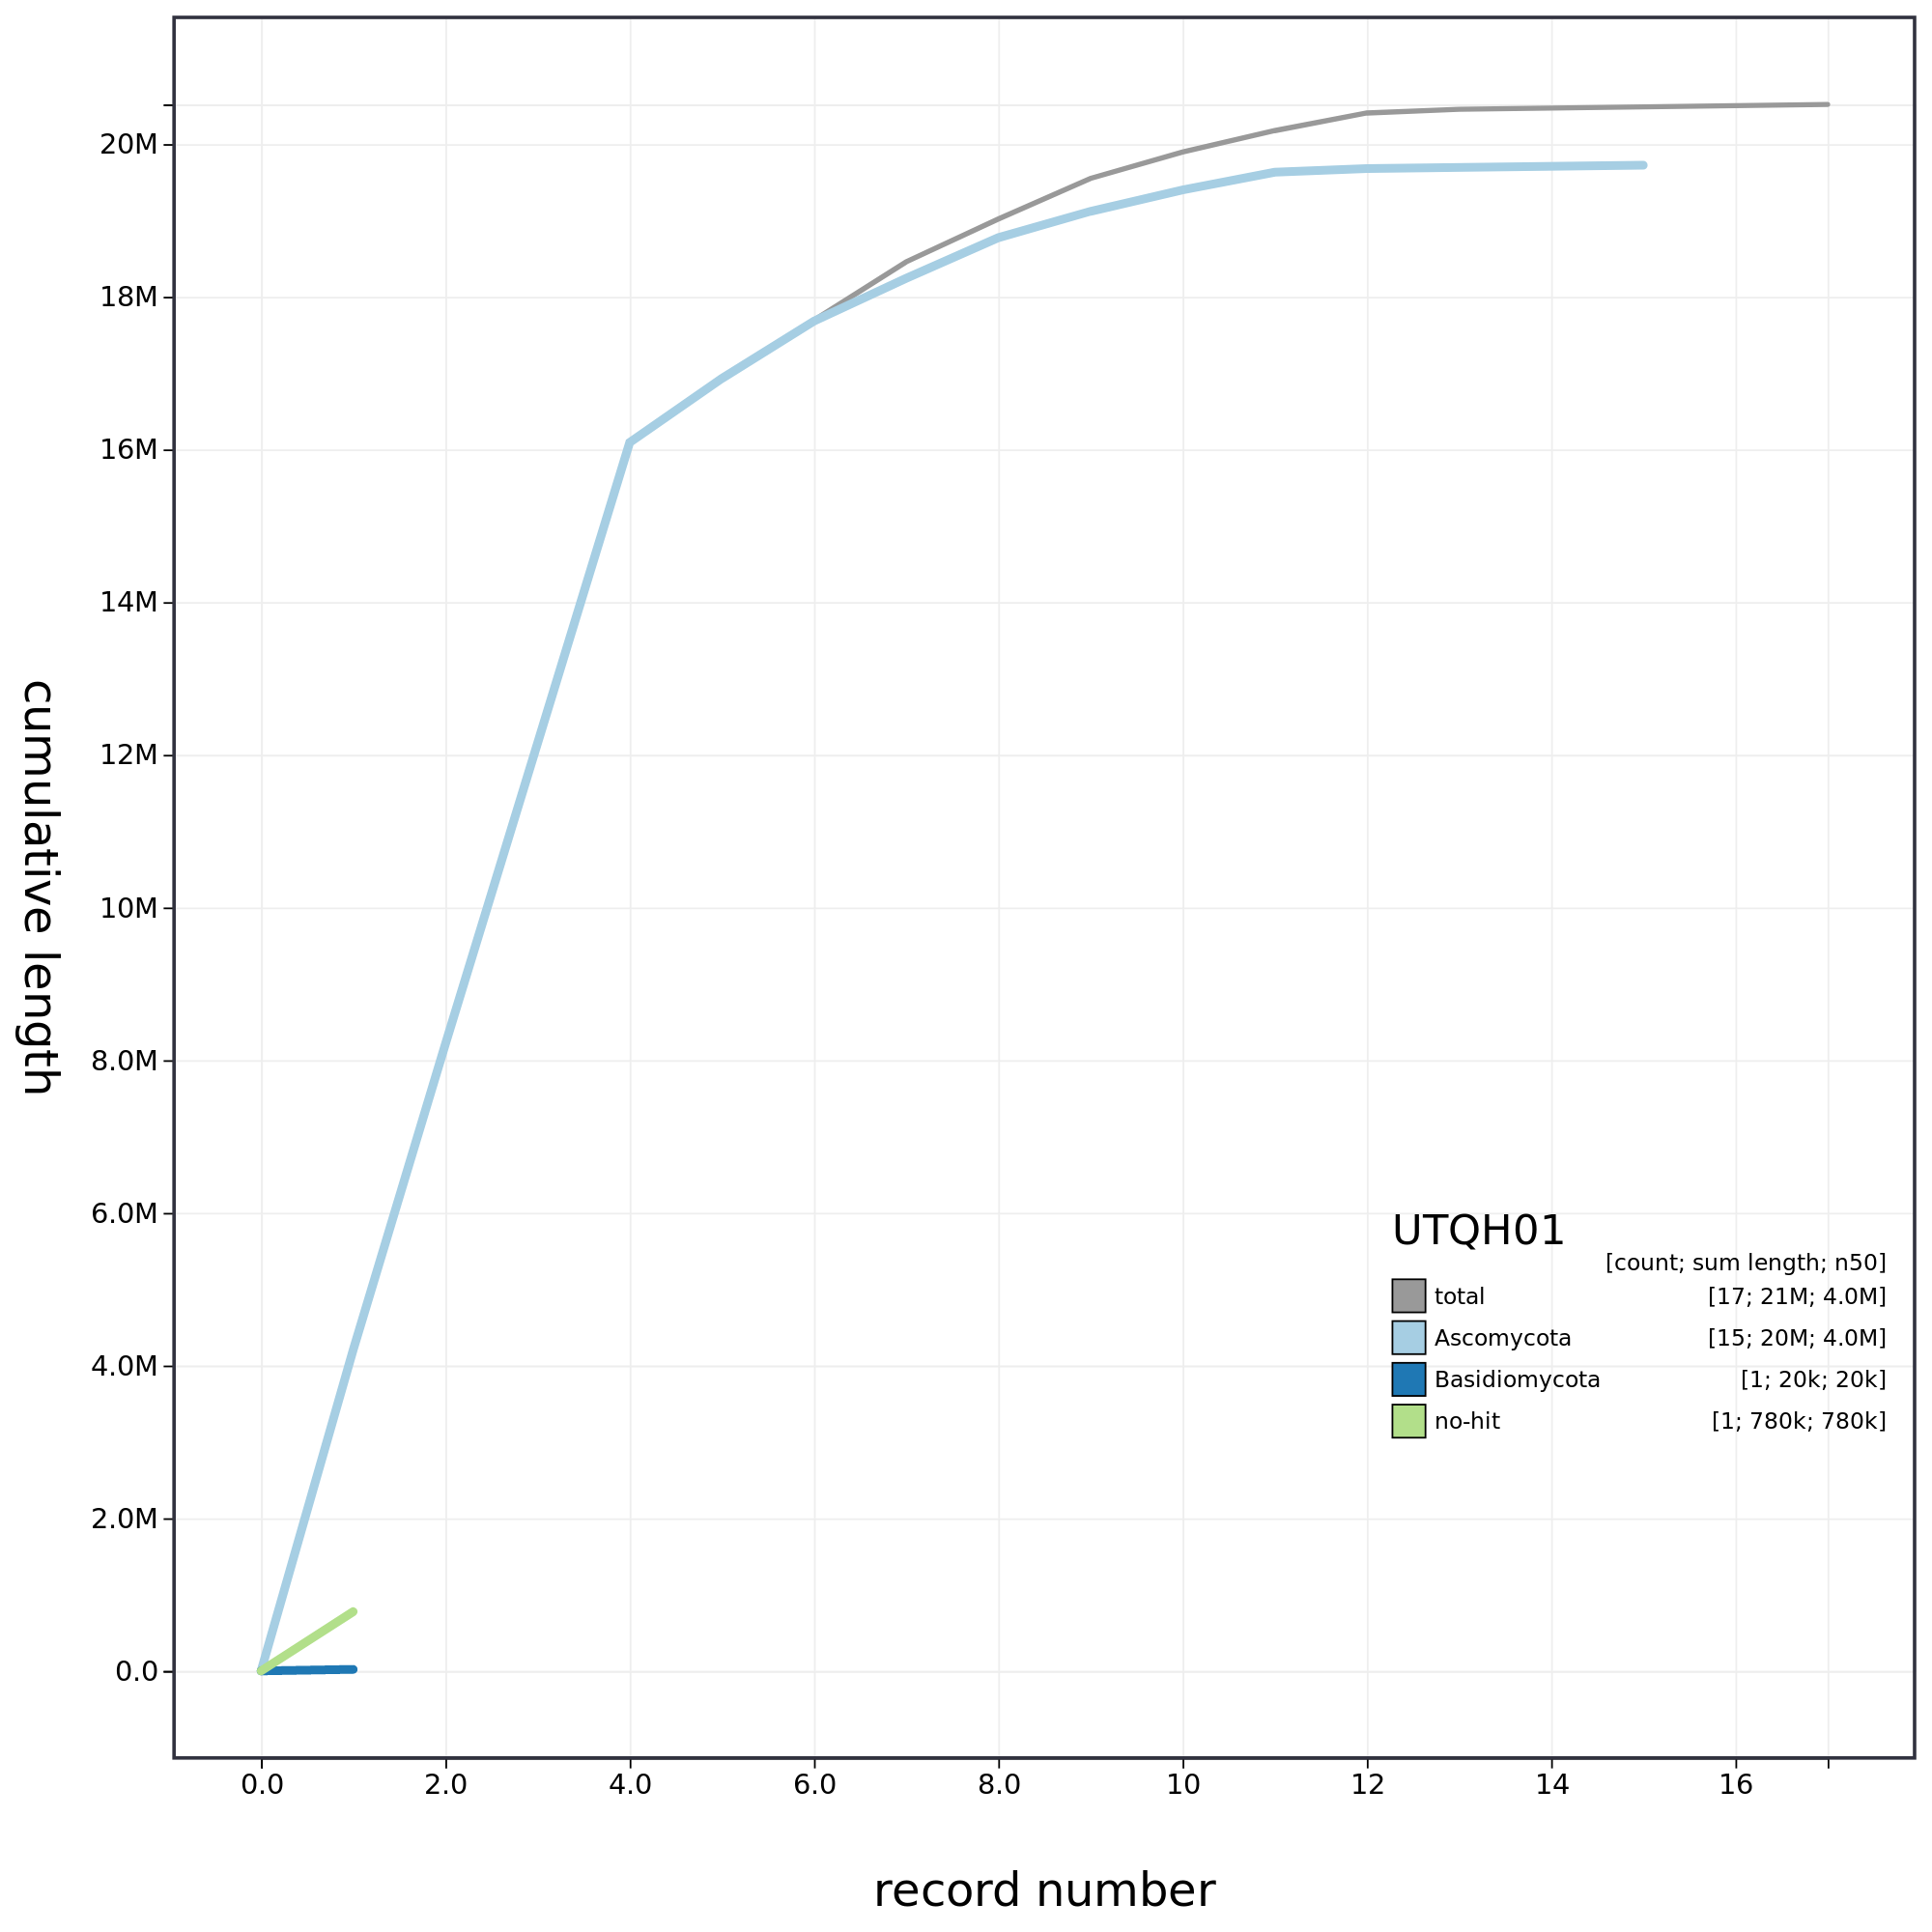 20M
18M
16M
14M
12M
10M
8.0M
6.0M
4.0M
2.0M
0.0
cumulative length
UTQH01
[count; sum length; n50]
total [17; 21M; 4.0M]
Ascomycota [15; 20M; 4.0M]
Basidiomycota [1; 20k; 20k]
no-hit [1; 780k; 780k]
0.0 2.0 4.0 6.0 8.0 10 12 14 16
record number